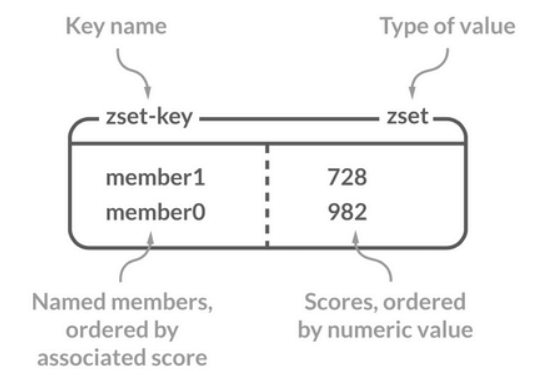 Key name
Type of value
zset-key
zset
member1
728
member0
982
Named members,
ordered by
associated score
Scores, ordered
by numeric value